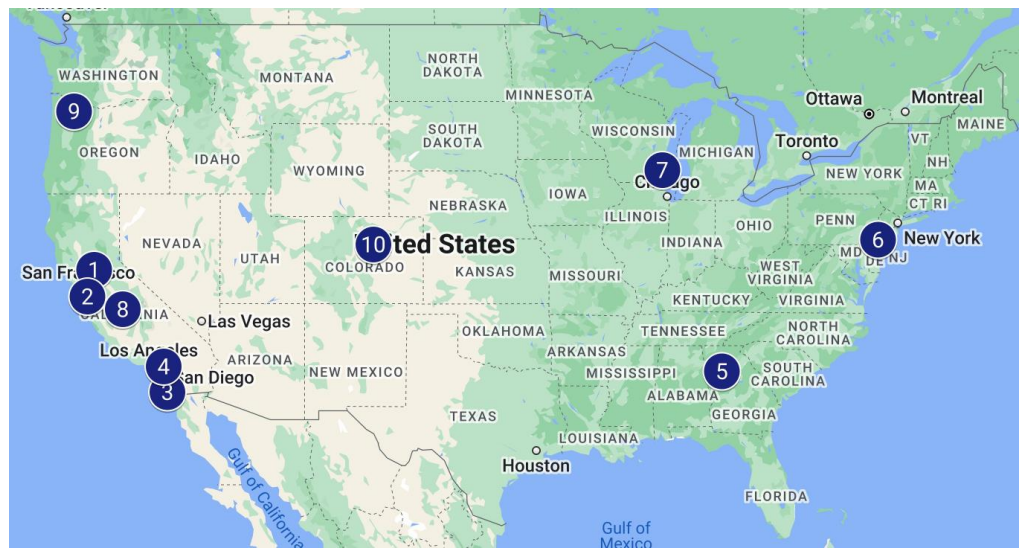 WASHINGTON
MONTANA
NORTH
DAKOTA
MINNESOTA
Ottawa
Montreal
MAINE
9
OREGON
IDAHO
SOUTH
DAKOTA
WISCONSIN
MICHIGAN
Toronto
VT
NH
WYOMING
7
NEW YORK
MA
CT RI
IOWA
NEBRASKA
ILLINOIS
INDIANA
OHIO
PENN
6
New York
NEVADA
UTAH
10
COLORADO
United States
KANSAS
MISSOURI
WEST
VIRGINIA
MD
DE
NJ
San Francisco
1
2
8
KENTUCKY
VIRGINIA
Las Vegas
OKLAHOMA
TENNESSEE
NORTH
CAROLINA
Los Angeles
4
San Diego
3
ARIZONA
NEW MEXICO
ARKANSAS
MISSISSIPPI
5
SOUTH
CAROLINA
ALABAMA
GEORGIA
TEXAS
LOUISIANA
Houston
FLORIDA
Gulf of California
Gulf of
Mexico